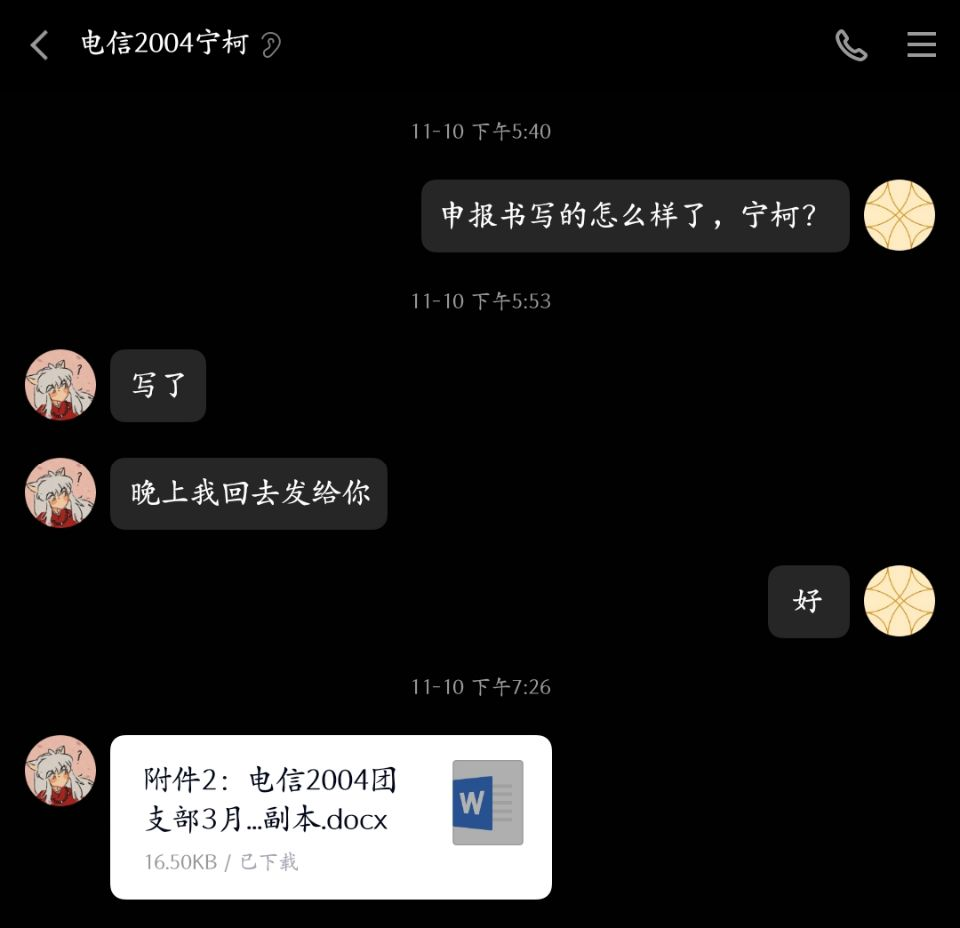 电信2004宁柯
11-10 下午5:40
申报书写的怎么样了，宁柯？
11-10 下午5:53
写了
晚上我回去发给你
好
11-10 下午7:26
附件2：电信2004团
支部3月...副本.docx
W
16.50KB / 已下载